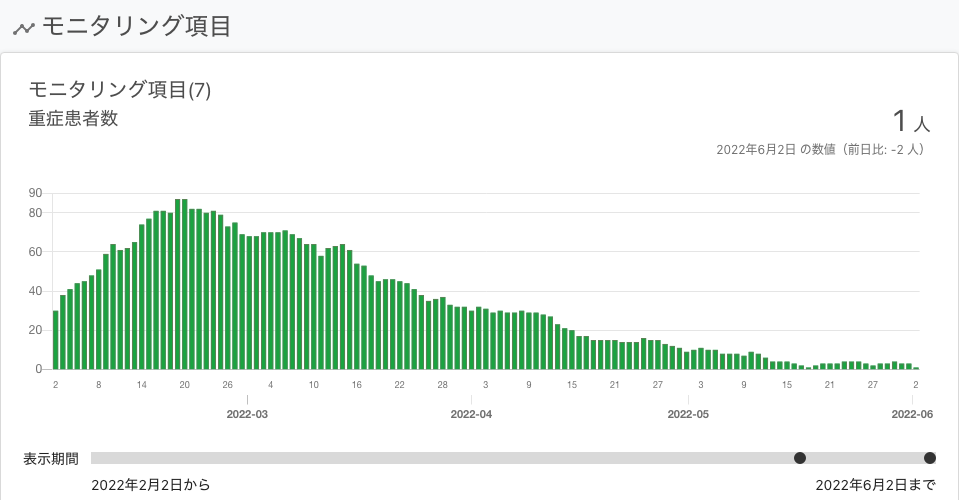 モニタリング項目
モニタリング項目(7)
重症患者数
1 人
2022年6月2日 の数値（前日比: -2 人）
90
80
60
40
20
0
2 8 14 20 26 4 10 16 22 28 3 9 15 21 27 3 9 15 21 27 2
2022-03 2022-04 2022-05 2022-06
表示期間
2022年2月2日から 2022年6月2日まで